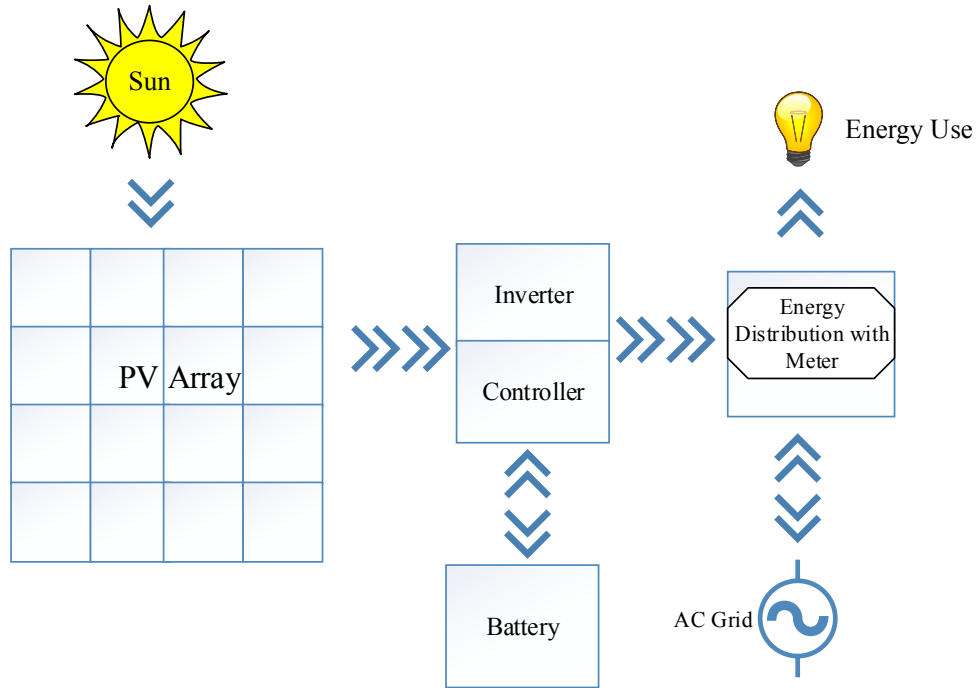 Sun
Energy Use
PV Array
Inverter
Controller
Energy
Distribution with
Meter
Battery
AC Grid